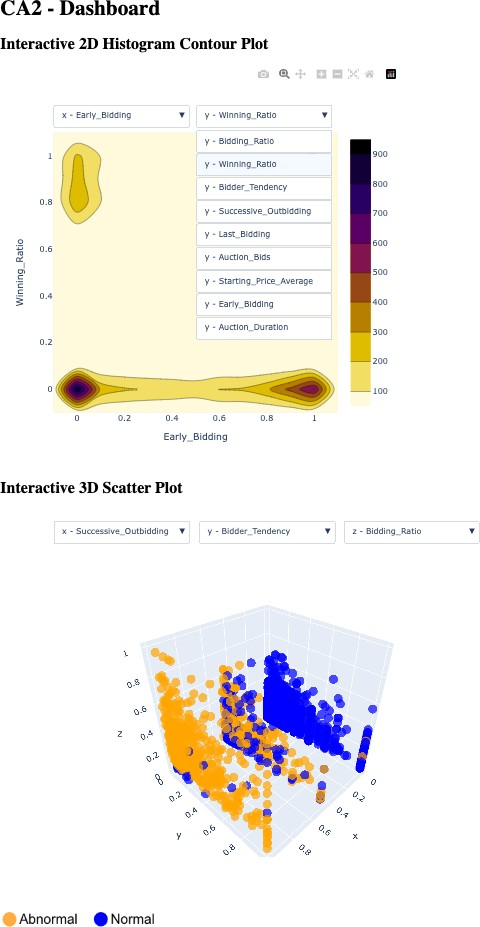 CA2 - Dashboard
Interactive 2D Histogram Contour Plot
x - Early_Bidding ▼ y - Winning_Ratio ▼
y - Bidding_Ratio
y - Winning_Ratio
y - Bidder_Tendency
y - Successive_Outbidding
y - Last_Bidding
y - Auction_Bids
y - Starting_Price_Average
y - Early_Bidding
y - Auction_Duration
1
0.8
0.6
0.4
0.2
0
Winning_Ratio
0 0.2 0.4 0.6 0.8 1
Early_Bidding
900
800
700
600
500
400
300
200
100
Interactive 3D Scatter Plot
x - Successive_Outbidding ▼ y - Bidder_Tendency ▼ z - Bidding_Ratio ▼
1
0.8
0.6
0.4
0.2
0
z
0
0.2
0.4
0.6
0.8
y
0
0.2
0.4
0.6
0.8
x
Abnormal Normal